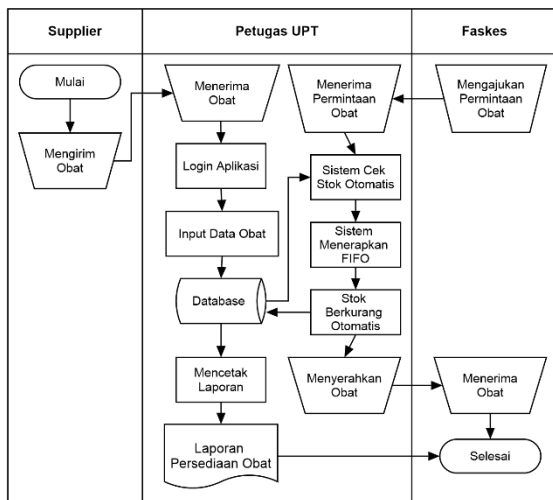 Supplier
Petugas UPT
Faskes
Mulai
Mengirim
Obat
Menerima
Obat
Login Aplikasi
Input Data Obat
Database
Mencetak
Laporan
Laporan
Persediaan Obat
Menerima
Permintaan
Obat
Sistem Cek
Stok Otomatis
Sistem
Menerapkan
FIFO
Stok
Berkurang
Otomatis
Menyerahkan
Obat
Mengajukan
Permintaan
Obat
Menerima
Obat
Selesai